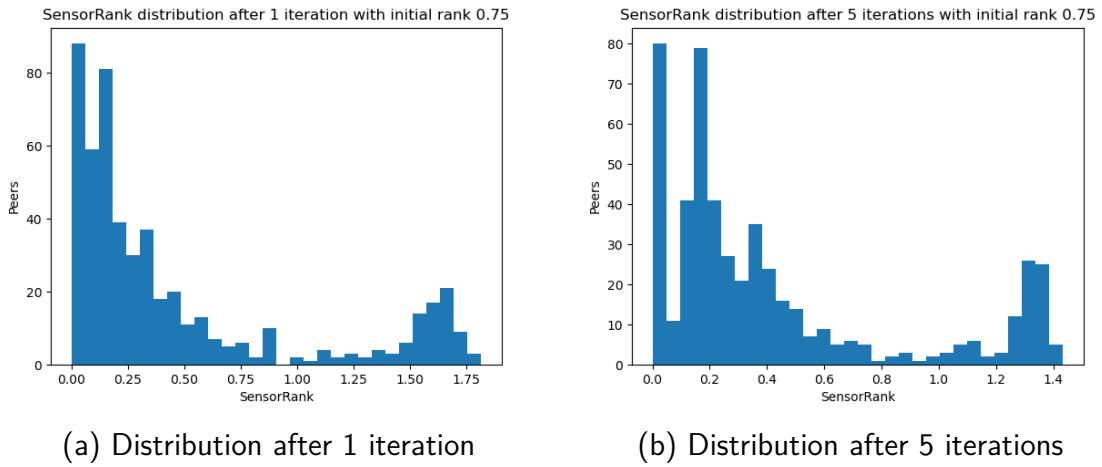 SensorRank distribution after 1 iteration with initial rank 0.75
80
60
40
20
0
Peers
0.00 0.25 0.50 0.75 1.00 1.25 1.50 1.75
SensorRank
(a) Distribution after 1 iteration
SensorRank distribution after 5 iterations with initial rank 0.75
80
70
60
50
40
30
20
10
0
Peers
0.0 0.2 0.4 0.6 0.8 1.0 1.2 1.4
SensorRank
(b) Distribution after 5 iterations